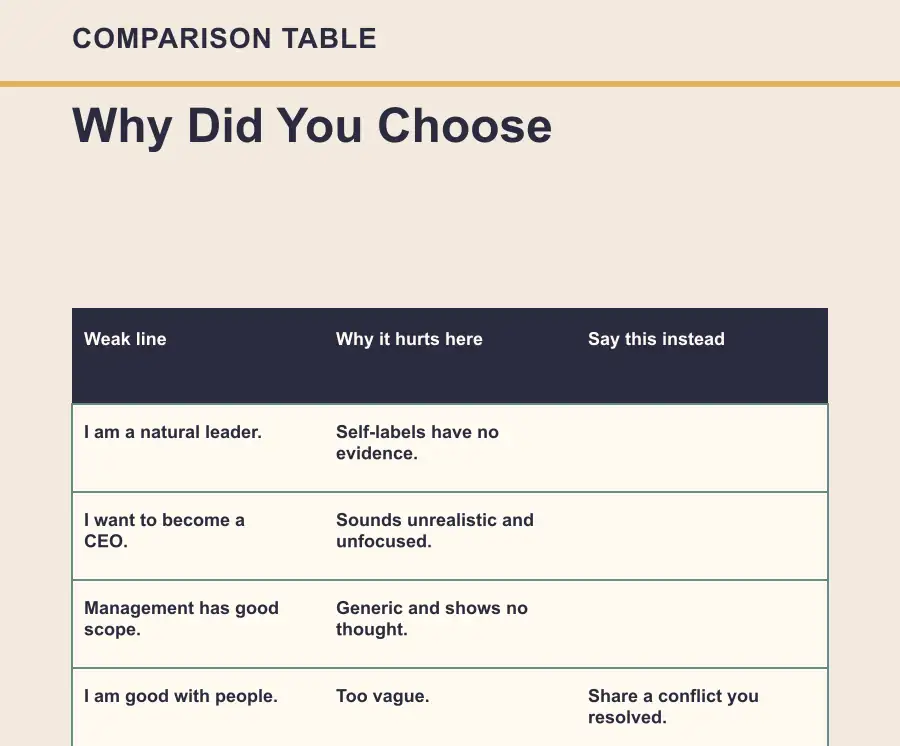 COMPARISON TABLE
Why Did You Choose
Weak line
Why it hurts here
Say this instead
I am a natural leader.
Self-labels have no
evidence.
I want to become a
CEO.
Sounds unrealistic and
unfocused.
Management has good
scope.
Generic and shows no
thought.
I am good with people.
Too vague.
Share a conflict you
resolved.